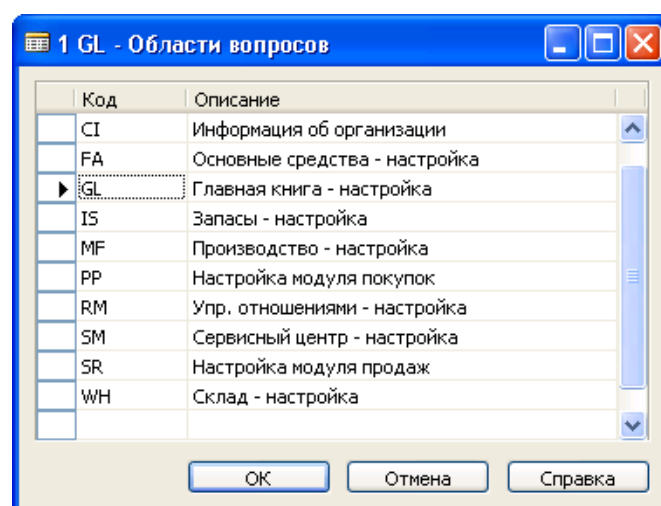 1 GL - Области вопросов
Код Описание
CI Информация об организации
FA Основные средства - настройка
GL Главная книга - настройка
IS Запасы - настройка
MF Производство - настройка
PP Настройка модуля покупок
RM Упр. отношениями - настройка
SM Сервисный центр - настройка
SR Настройка модуля продаж
WH Склад - настройка
ОК Отмена Справка